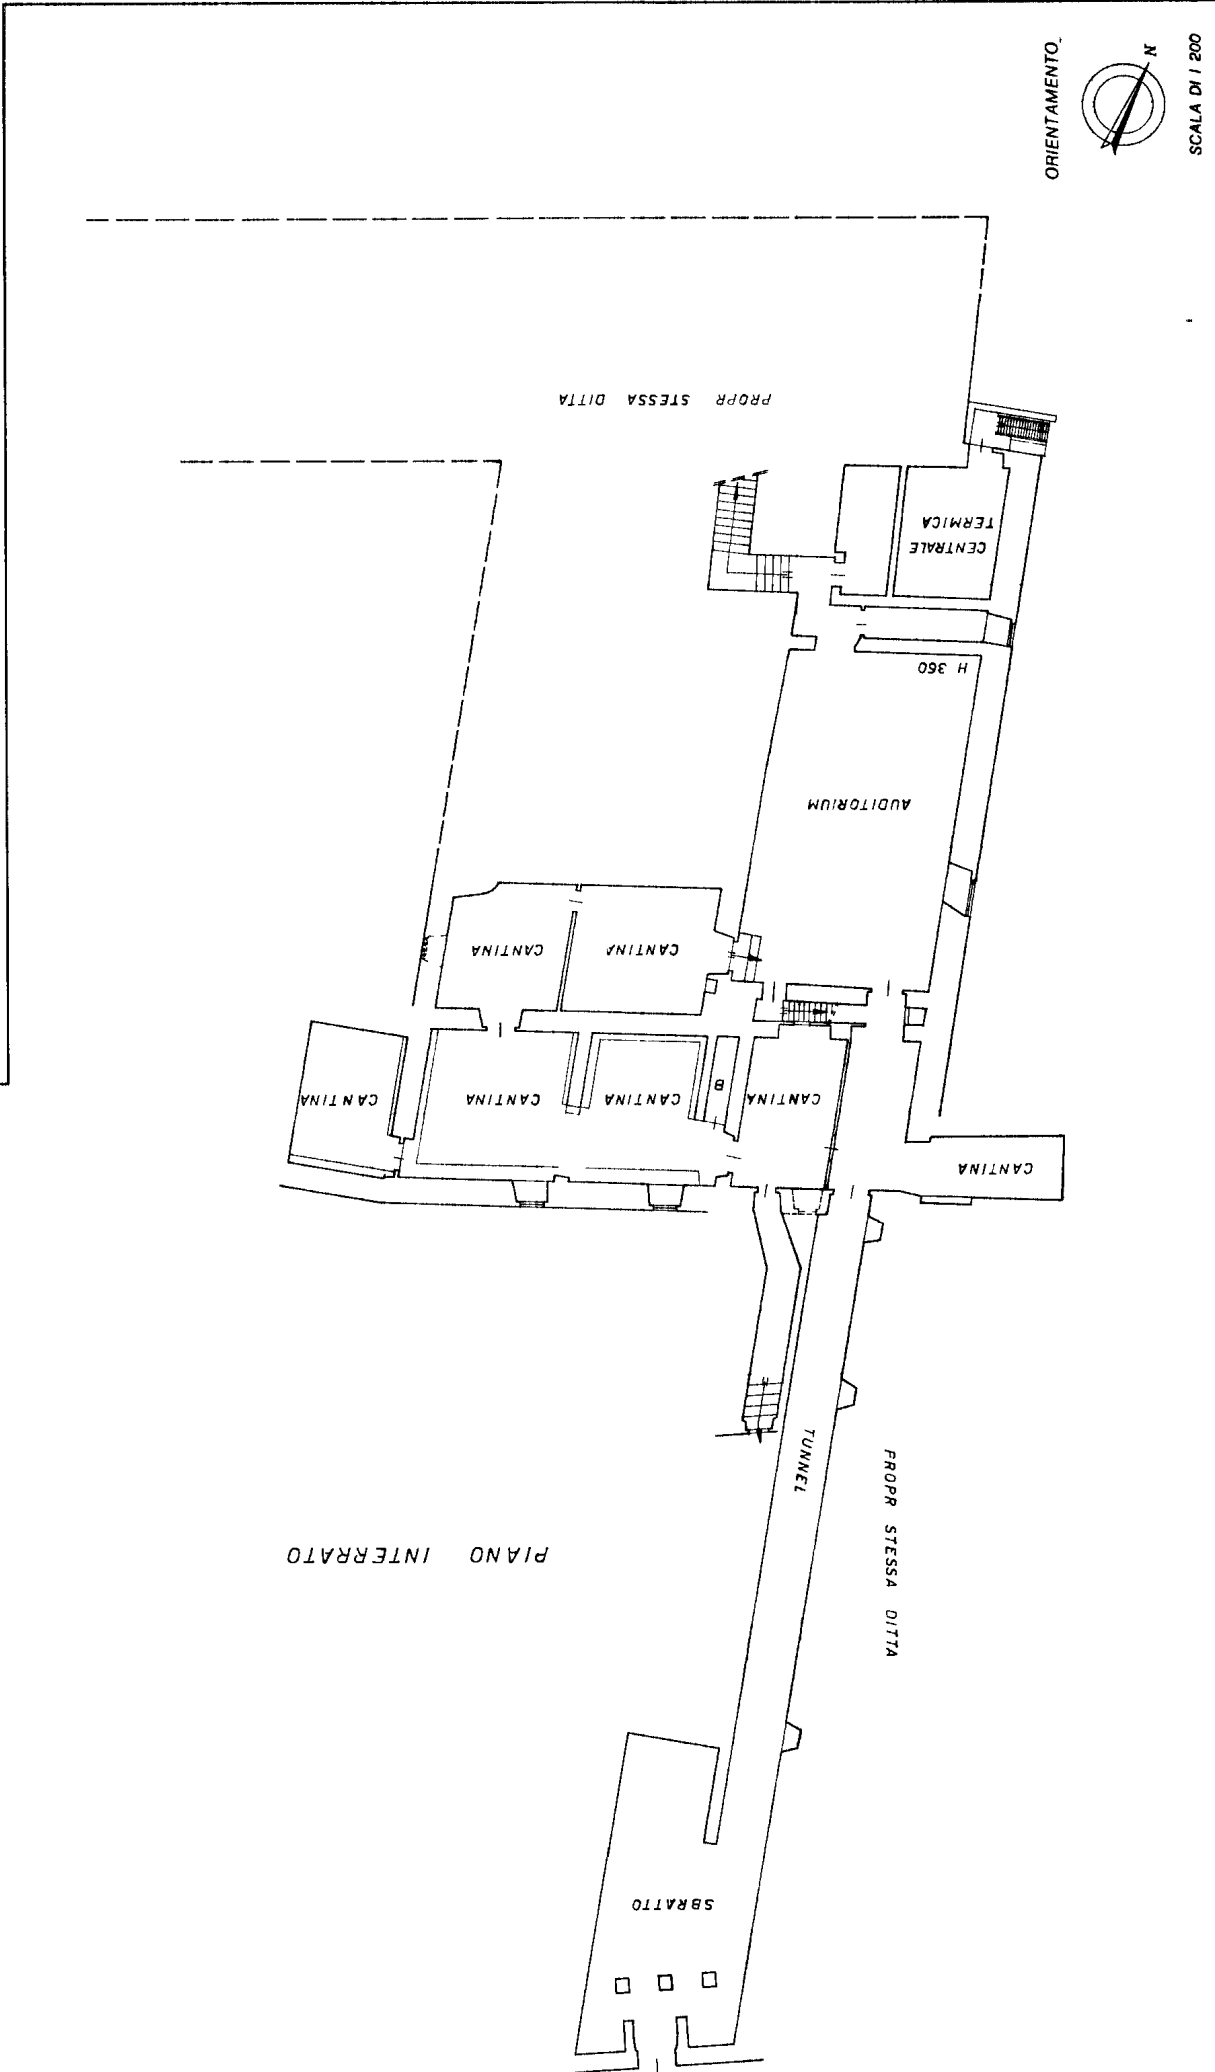 ORIENTAMENTO
N
SCALA DI 1 200
PROPR STESSA DITTA
CENTRALE
TERMICA
H 360
AUDITORIUM
CANTINA
CANTINA
CANTINA
CANTINA
CANTINA
B
CANTINA
CANTINA
TUNNEL
PROPR STESSA DITTA
PIANO INTERRATO
SBRATTO